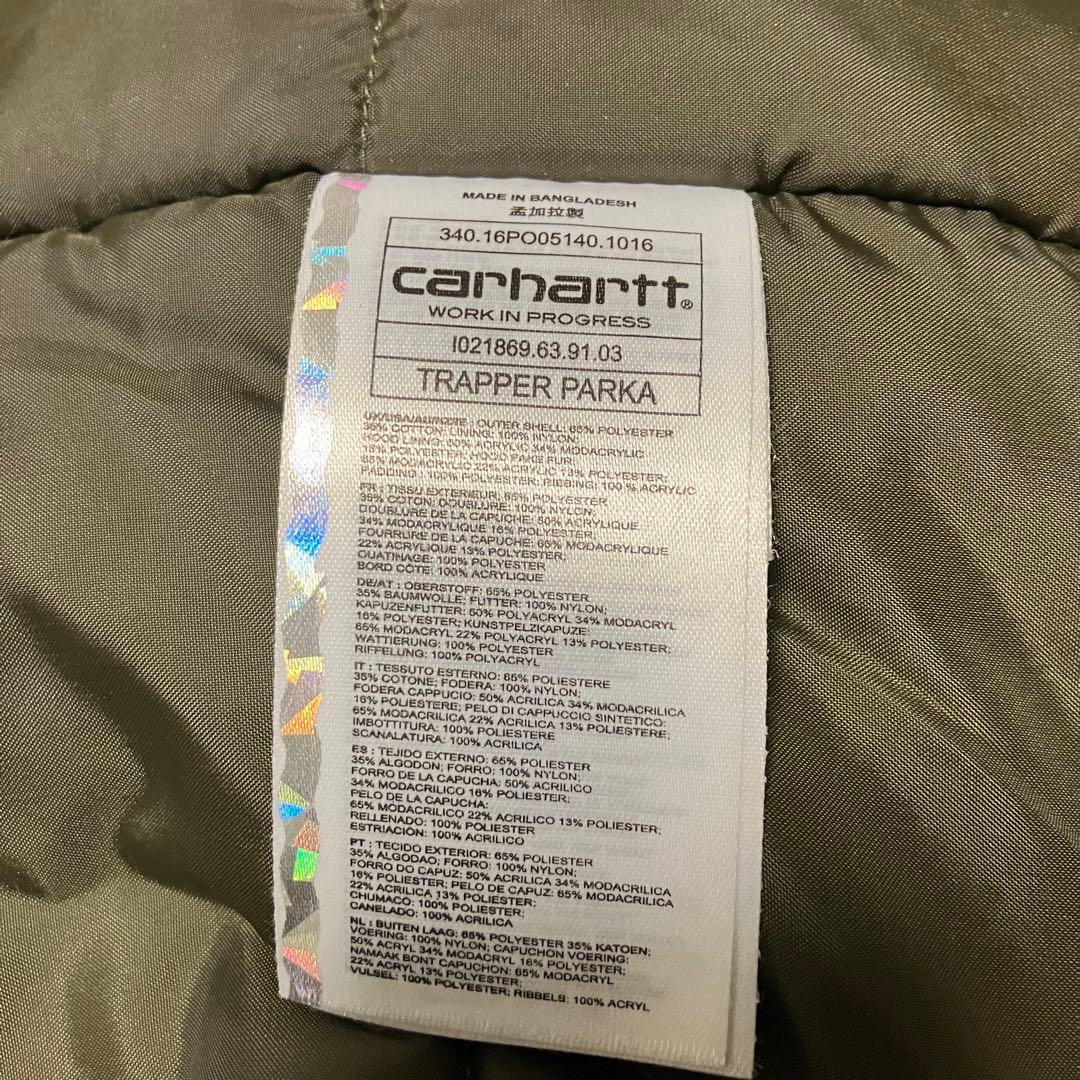 MADE IN BANGLADESH
孟加拉製
340.16PO05140.1016
carhartt®
WORK IN PROGRESS
I021869.63.91.03
TRAPPER PARKA
UK/USA/AU/NZ/IE : OUTER SHELL: 65% POLYESTER
35% COTTON; LINING: 100% NYLON;
HOOD LINING: 50% ACRYLIC 34% MODACRYLIC
16% POLYESTER; HOOD FAKE FUR:
65% MODACRYLIC 22% ACRYLIC 13% POLYESTER;
PADDING : 100% POLYESTER; RIBBING: 100 % ACRYLIC
FR : TISSU EXTERIEUR: 65% POLYESTER
35% COTON; DOUBLURE: 100% NYLON;
DOUBLURE DE LA CAPUCHE: 50% ACRYLIQUE
34% MODACRYLIQUE 16% POLYESTER;
FOURRURE DE LA CAPUCHE: 65% MODACRYLIQUE
22% ACRYLIQUE 13% POLYESTER;
OUATINAGE: 100% POLYESTER
BORD CÔTE: 100% ACRYLIQUE
DE/AT : OBERSTOFF: 65% POLYESTER
35% BAUMWOLLE; FUTTER: 100% NYLON;
KAPUZENFUTTER: 50% POLYACRYL 34% MODACRYL
16% POLYESTER; KUNSTPELZKAPUZE:
65% MODACRYL 22% POLYACRYL 13% POLYESTER;
WATTIERUNG: 100% POLYESTER
RIFFELUNG: 100% POLYACRYL
IT : TESSUTO ESTERNO: 65% POLIESTERE
35% COTONE; FODERA: 100% NYLON;
FODERA CAPPUCIO: 50% ACRILICA 34% MODACRILICA
16% POLIESTERE; PELO DI CAPPUCCIO SINTETICO:
65% MODACRILICA 22% ACRILICA 13% POLIESTERE;
IMBOTTITURA: 100% POLIESTERE
SCANALATURA: 100% ACRILICA
ES : TEJIDO EXTERNO: 65% POLIESTER
35% ALGODON; FORRO: 100% NYLON;
FORRO DE LA CAPUCHA: 50% ACRILICO
34% MODACRILICO 16% POLIESTER;
PELO DE LA CAPUCHA:
65% MODACRILICO 22% ACRILICO 13% POLIESTER;
RELLENADO: 100% POLIESTER
ESTRIACIÓN: 100% ACRILICO
PT : TECIDO EXTERIOR: 65% POLIESTER
35% ALGODAO; FORRO: 100% NYLON;
FORRO DO CAPUZ: 50% ACRILICA 34% MODACRILICA
16% POLIESTER; PELO DE CAPUZ: 65% MODACRILICA
22% ACRILICA 13% POLIESTER;
CHUMACO: 100% POLIESTER;
CANELADO: 100% ACRILICA
NL : BUITEN LAAG: 65% POLYESTER 35% KATOEN;
VOERING: 100% NYLON; CAPUCHON VOERING:
50% ACRYL 34% MODACRYL 16% POLYESTER;
NAMAAK BONT CAPUCHON: 65% MODACRYL
22% ACRYL 13% POLYESTER;
VULSEL: 100% POLYESTER; RIBBELS: 100% ACRYL